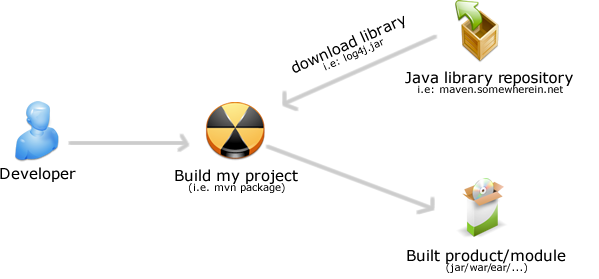 download library
i.e: log4j.jar
Java library repository
i.e: maven.somewherein.net
Developer
Build my project
(i.e. mvn package)
Built product/module
(jar/war/ear/...)